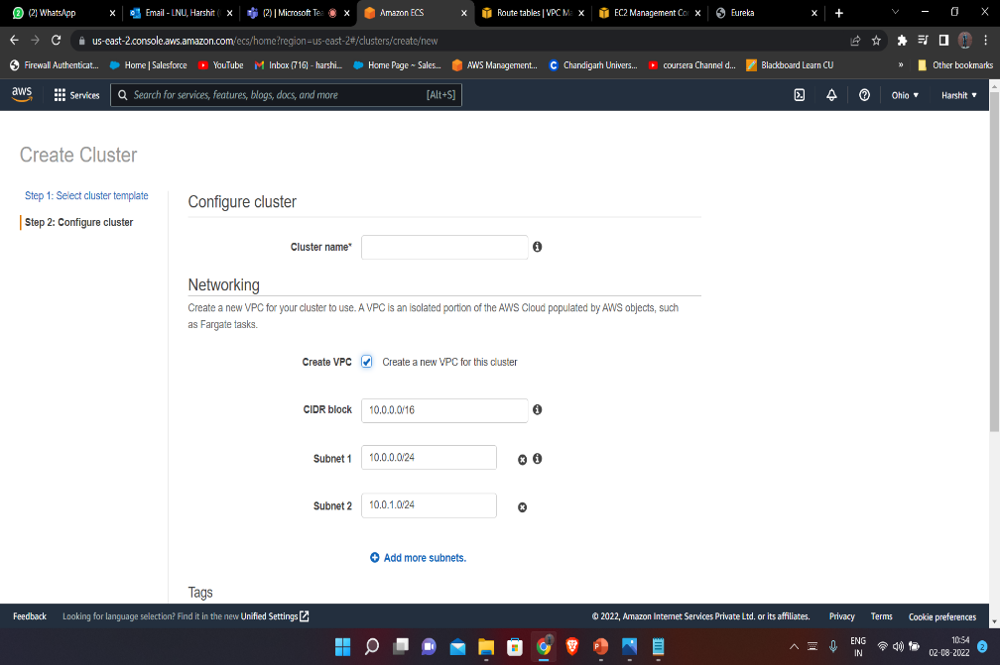 (2) WhatsApp
Email - LNU, Harshit (
(2) | Microsoft Tea
Amazon ECS
Route tables | VPC Ma
EC2 Management Co
Eureka
us-east-2.console.aws.amazon.com/ecs/home?region=us-east-2#/clusters/create/new
Firewall Authenticat...
Home | Salesforce
YouTube
Inbox (716) - harshi...
Home Page ~ Sales...
AWS Management...
Chandigarh Univers...
coursera Channel d...
Blackboard Learn CU
»
Other bookmarks
aws
Services
Search for services, features, blogs, docs, and more
[Alt+S]
Ohio
Harshit
Create Cluster
Step 1: Select cluster template
Step 2: Configure cluster
Configure cluster
Cluster name*
Networking
Create a new VPC for your cluster to use. A VPC is an isolated portion of the AWS Cloud populated by AWS objects, such
as Fargate tasks.
Create VPC
Create a new VPC for this cluster
CIDR block
10.0.0.0/16
Subnet 1
10.0.0.0/24
Subnet 2
10.0.1.0/24
Add more subnets.
Tags
Feedback
Looking for language selection? Find it in the new Unified Settings
© 2022, Amazon Internet Services Private Ltd. or its affiliates.
Privacy
Terms
Cookie preferences
ENG
IN
10:54
02-08-2022
2